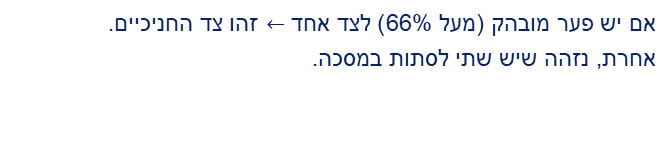 אם יש פער מובהק (מעל 66%) לצד אחד ← זהו צד החניכיים.
אחרת, נזהה שיש שתי לסתות במסכה.